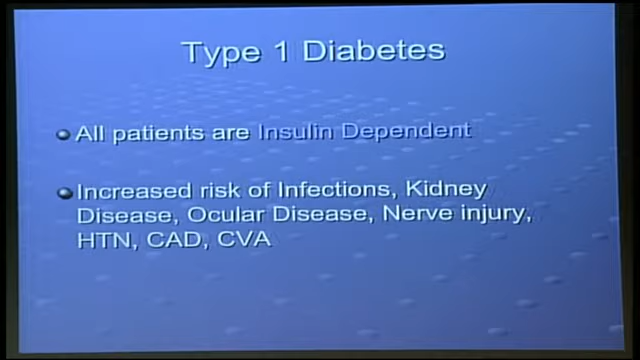 Type 1 Diabetes
All patients are Insulin Dependent
Increased risk of Infections, Kidney
Disease, Ocular Disease, Nerve injury,
HTN, CAD, CVA